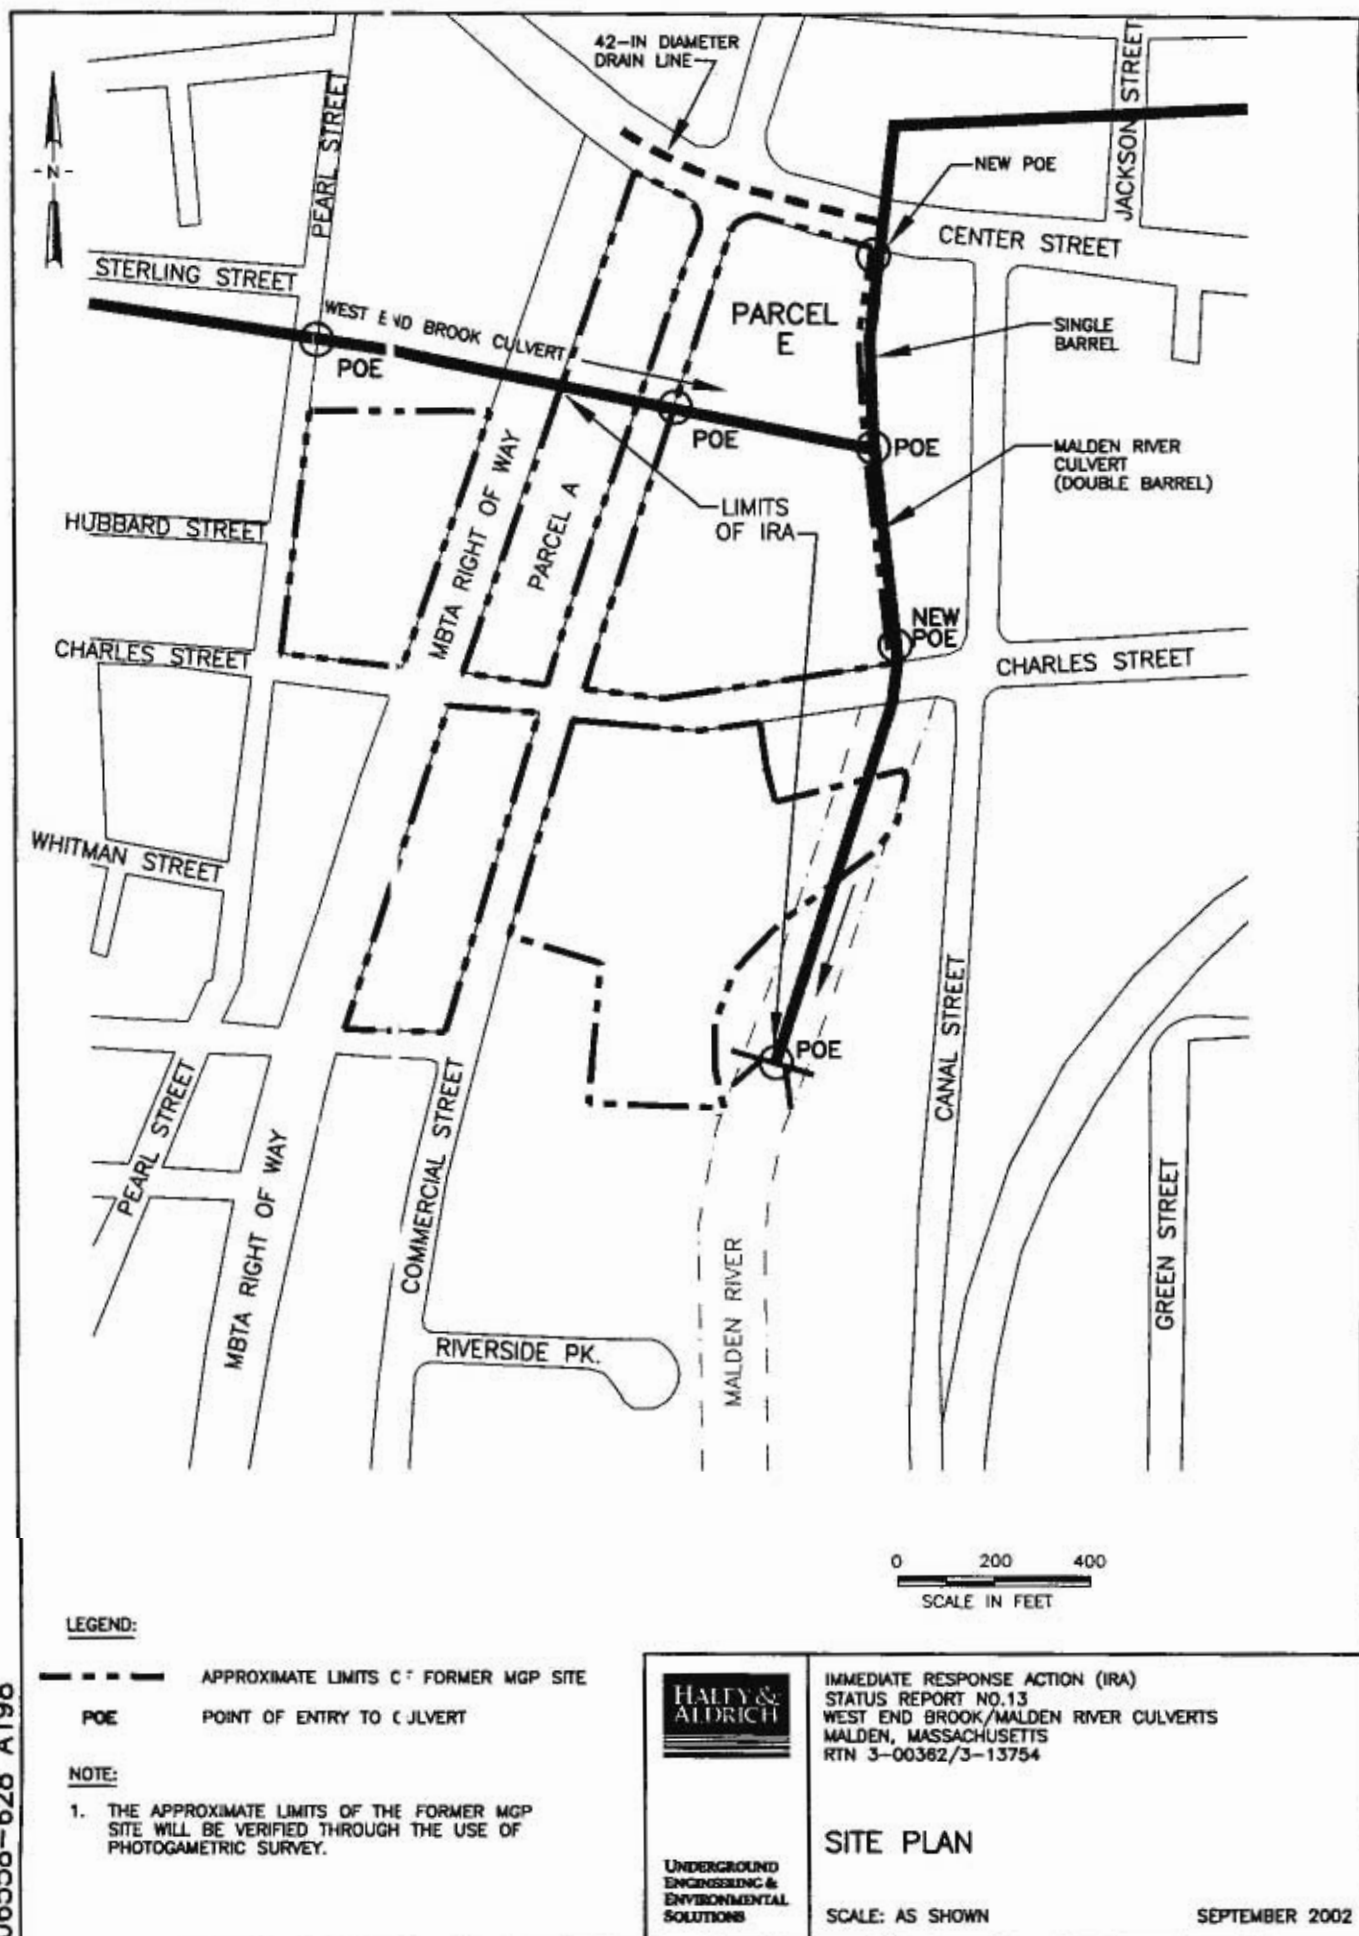 42-IN DIAMETER
DRAIN LINE
JACKSON STREET
PEARL STREET
-N-
NEW POE
CENTER STREET
STERLING STREET
WEST END BROOK CULVERT
PARCEL
E
SINGLE
BARREL
POE
POE
POE
MALDEN RIVER
CULVERT
(DOUBLE BARREL)
LIMITS
OF IRA
HUBBARD STREET
MBTA RIGHT OF WAY
PARCEL A
NEW
POE
CHARLES STREET
CHARLES STREET
WHITMAN STREET
CANAL STREET
POE
PEARL STREET
MBTA RIGHT OF WAY
COMMERCIAL STREET
MALDEN RIVER
GREEN STREET
RIVERSIDE PK.
0 200 400
SCALE IN FEET
LEGEND:
APPROXIMATE LIMITS OF FORMER MGP SITE
POE POINT OF ENTRY TO CULVERT
NOTE:
1. THE APPROXIMATE LIMITS OF THE FORMER MGP
SITE WILL BE VERIFIED THROUGH THE USE OF
PHOTOGAMETRIC SURVEY.
HALEY &
ALDRICH
UNDERGROUND
ENGINEERING &
ENVIRONMENTAL
SOLUTIONS
IMMEDIATE RESPONSE ACTION (IRA)
STATUS REPORT NO.13
WEST END BROOK/MALDEN RIVER CULVERTS
MALDEN, MASSACHUSETTS
RTN 3-00362/3-13754
SITE PLAN
SCALE: AS SHOWN
SEPTEMBER 2002